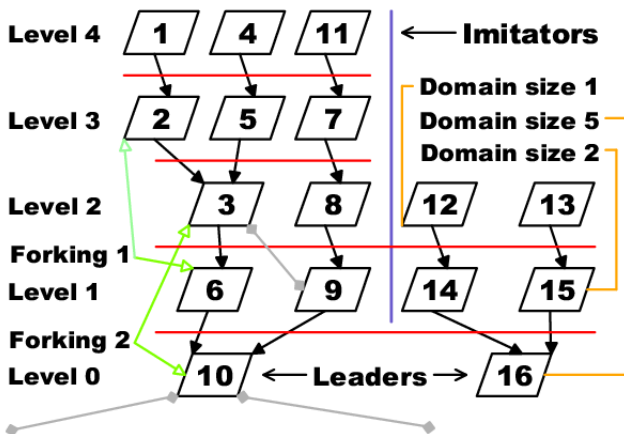 Level 4 1 4 11 Imitators
Domain size 1
Level 3 2 5 7 Domain size 5
Domain size 2
Level 2 3 8 12 13
Forking 1
Level 1 6 9 14 15
Forking 2
Level 0 10 Leaders 16